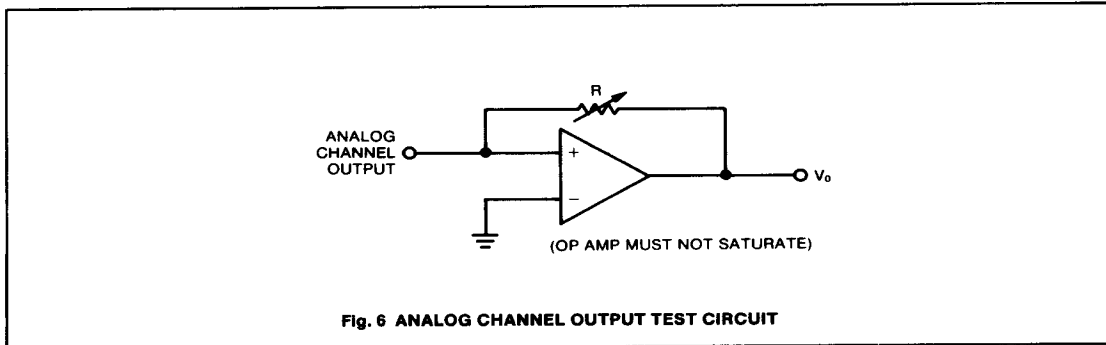 R
ANALOG
CHANNEL
OUTPUT
+
−
V₀
(OP AMP MUST NOT SATURATE)
Fig. 6 ANALOG CHANNEL OUTPUT TEST CIRCUIT